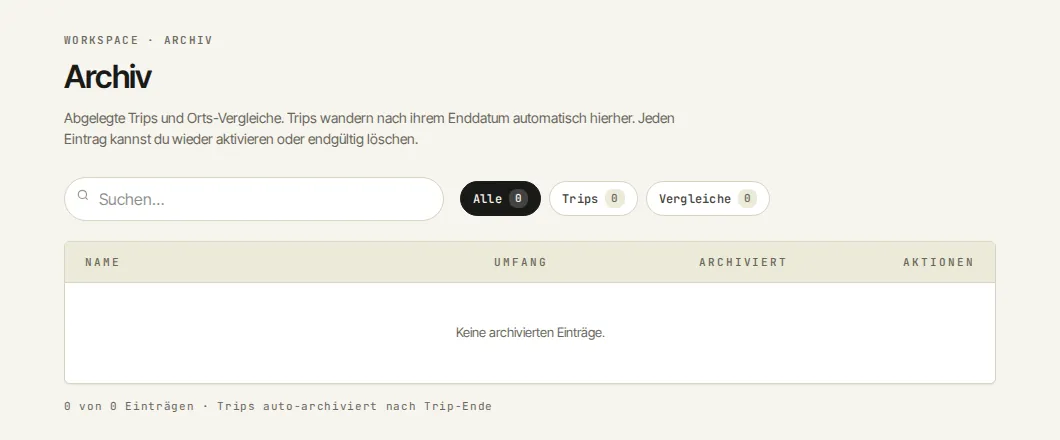 WORKSPACE · ARCHIV
Archiv
Abgelegte Trips und Orts-Vergleiche. Trips wandern nach ihrem Enddatum automatisch hierher. Jeden
Eintrag kannst du wieder aktivieren oder endgültig löschen.
Suchen... Alle 0 Trips 0 Vergleiche 0
NAME UMFANG ARCHIVIERT AKTIONEN
Keine archivierten Einträge.
0 von 0 Einträgen · Trips auto-archiviert nach Trip-Ende